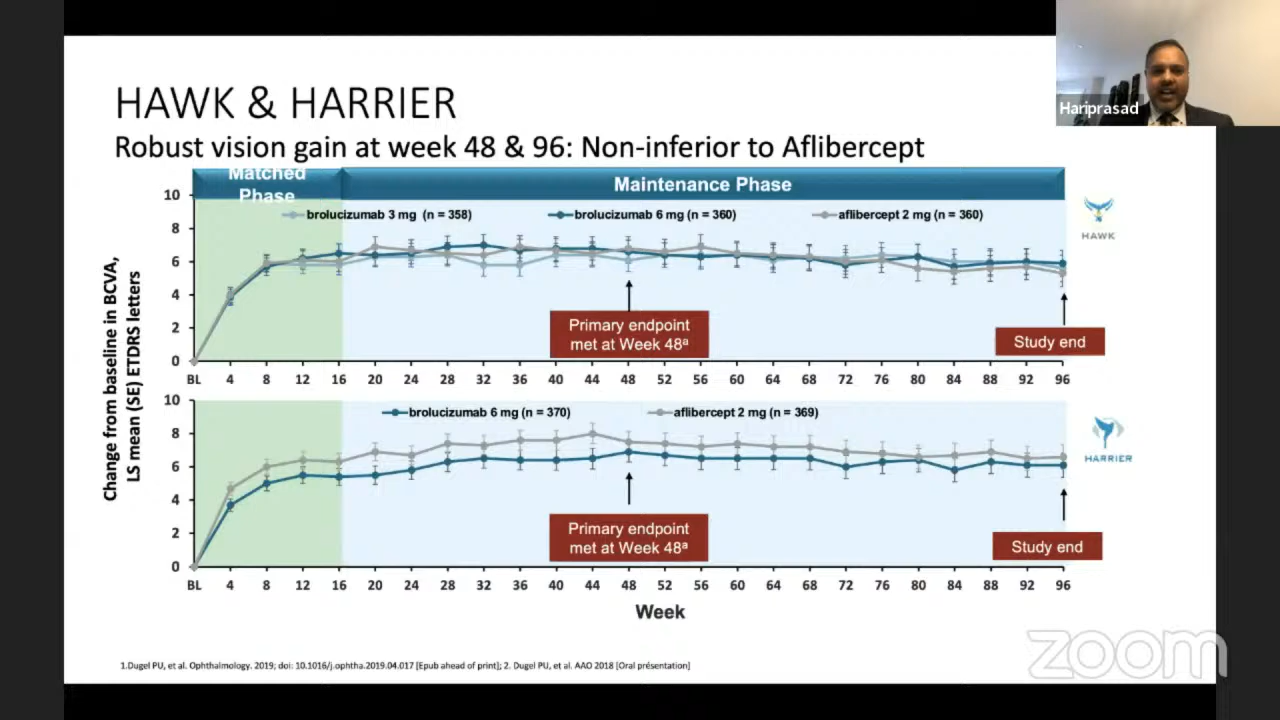 Hariprasad
HAWK & HARRIER
Robust vision gain at week 48 & 96: Non-inferior to Aflibercept
Matched
Phase
Maintenance Phase
brolucizumab 3 mg (n = 358)
brolucizumab 6 mg (n = 360)
aflibercept 2 mg (n = 360)
HAWK
Change from baseline in BCVA,
LS mean (SE) ETDRS letters
10
8
6
4
2
0
Primary endpoint
met at Week 48ª
Study end
BL 4 8 12 16 20 24 28 32 36 40 44 48 52 56 60 64 68 72 76 80 84 88 92 96
brolucizumab 6 mg (n = 370)
aflibercept 2 mg (n = 369)
HARRIER
10
8
6
4
2
0
Primary endpoint
met at Week 48ª
Study end
BL 4 8 12 16 20 24 28 32 36 40 44 48 52 56 60 64 68 72 76 80 84 88 92 96
Week
1.Dugel PU, et al. Ophthalmology. 2019; doi: 10.1016/j.ophtha.2019.04.017 [Epub ahead of print]; 2. Dugel PU, et al. AAO 2018 [Oral présentation]
zoom